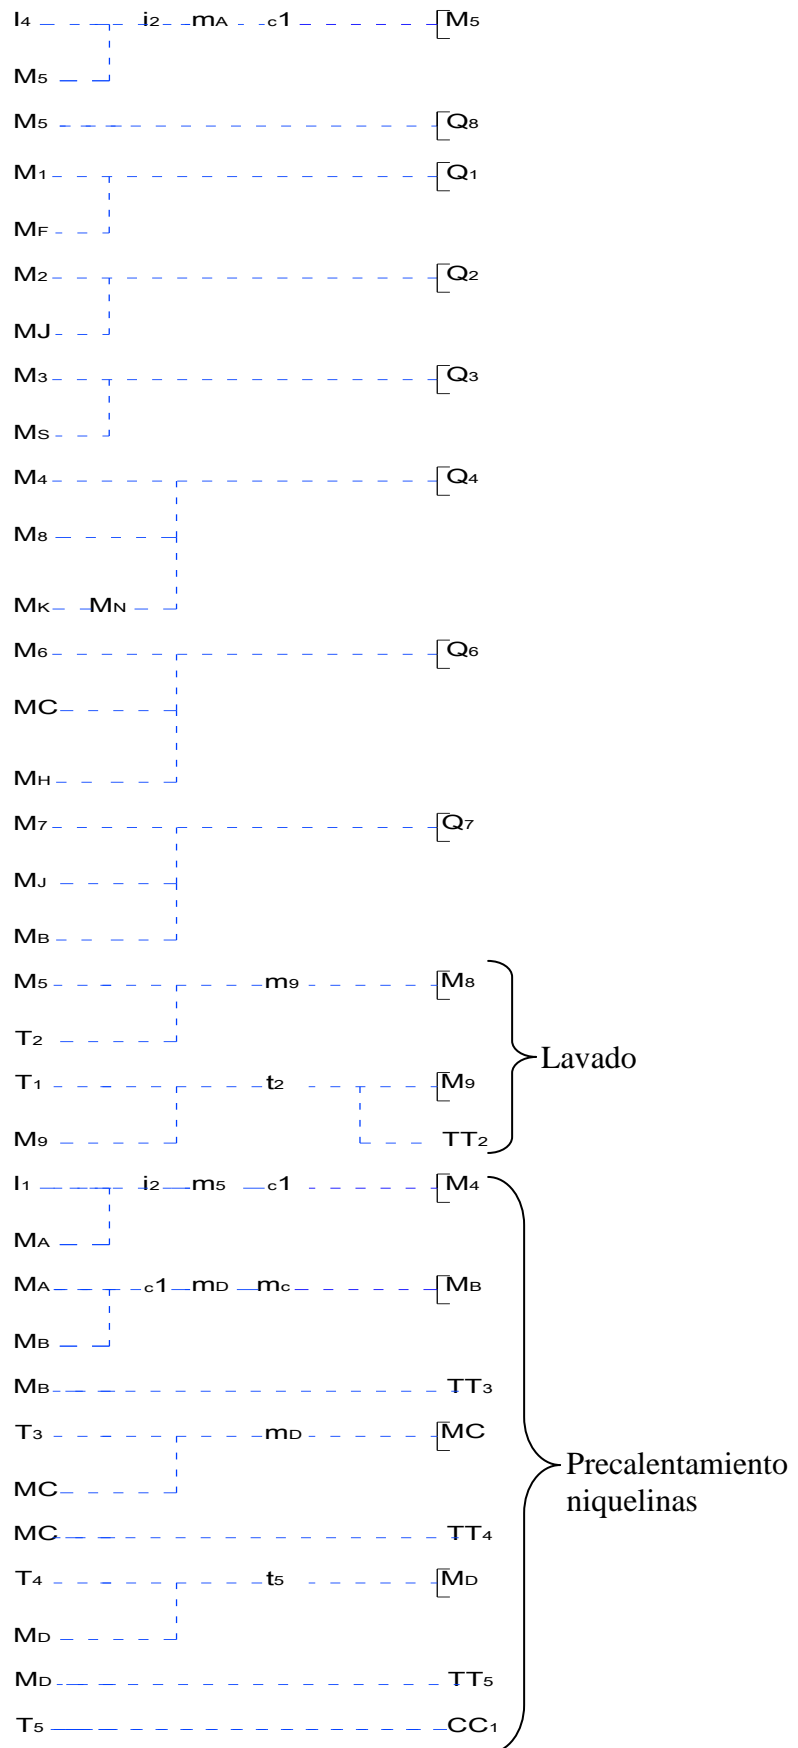 I4 i2 mA c1 M5
M5
M5 Q8
M1 Q1
MF
M2 Q2
MJ
M3 Q3
MS
M4 Q4
M8
MK MN
M6 Q6
MC
MH
M7 Q7
MJ
MB
M5 m9 M8
T2
Lavado
T1 t2 M9
M9 TT2
I1 i2 m5 c1 M4
MA
MA c1 mD mc MB
MB
MB TT3
T3 mD MC
Precalentamiento
niquelinas
MC
MC TT4
T4 t5 MD
MD
MD TT5
T5 CC1